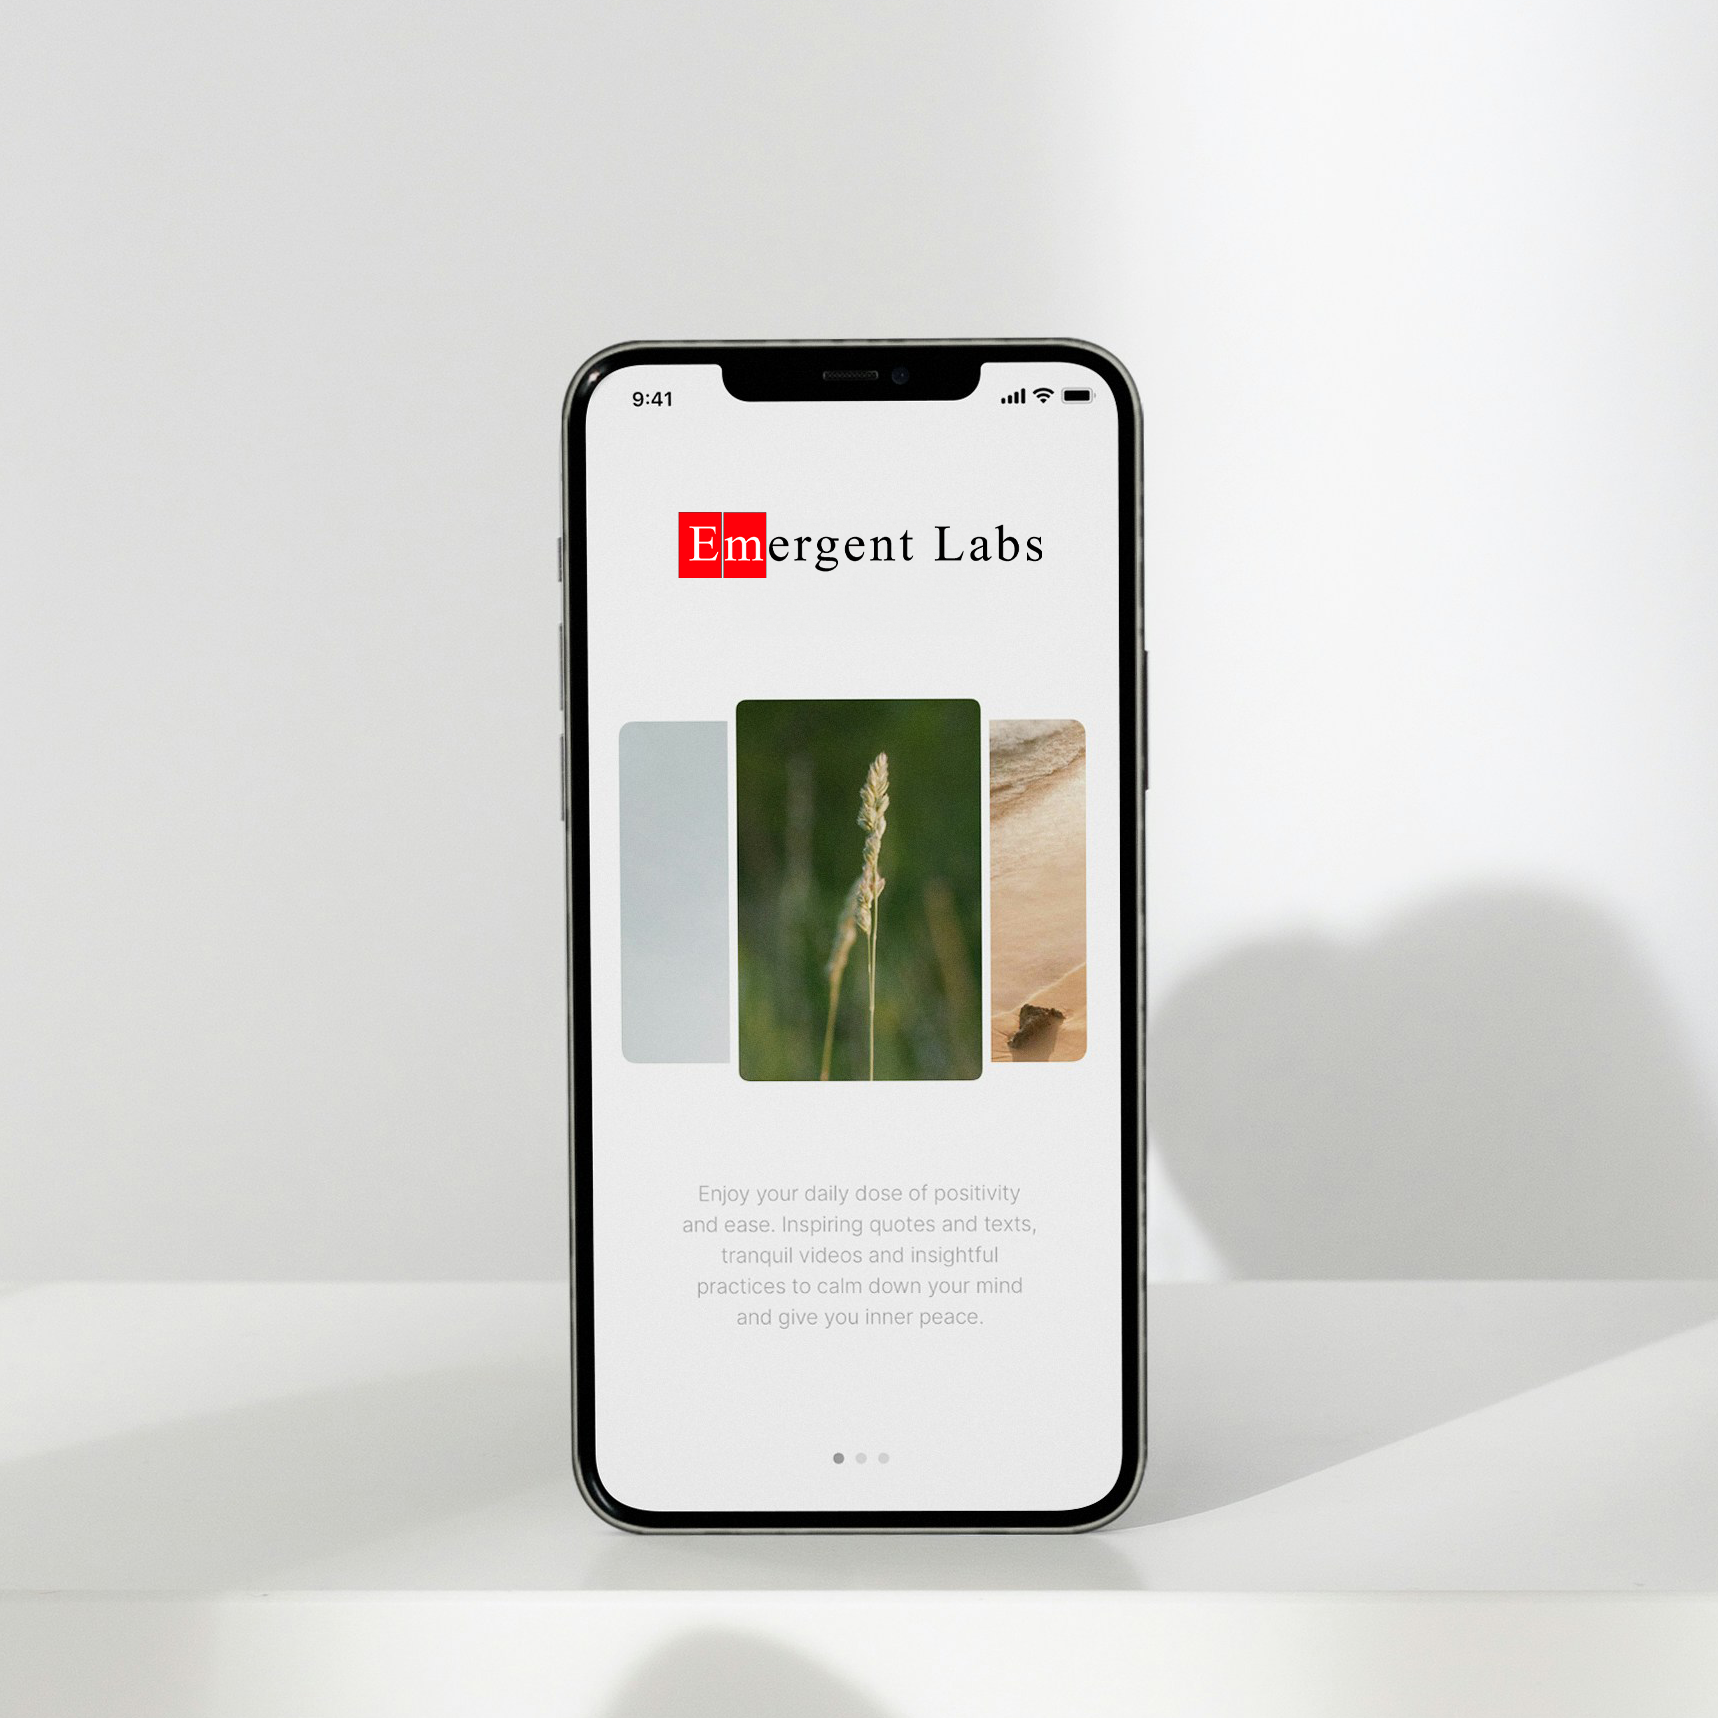 9:41
Emergent Labs
Enjoy your daily dose of positivity
and ease. Inspiring quotes and texts,
tranquil videos and insightful
practices to calm down your mind
and give you inner peace.